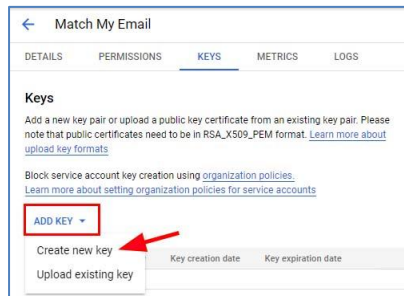 Match My Email
DETAILS PERMISSIONS KEYS METRICS LOGS
Keys
Add a new key pair or upload a public key certificate from an existing key pair. Please
note that public certificates need to be in RSA_X509_PEM format. Learn more about
upload key formats
Block service account key creation using organization policies.
Learn more about setting organization policies for service accounts
ADD KEY
Create new key
Key creation date Key expiration date
Upload existing key